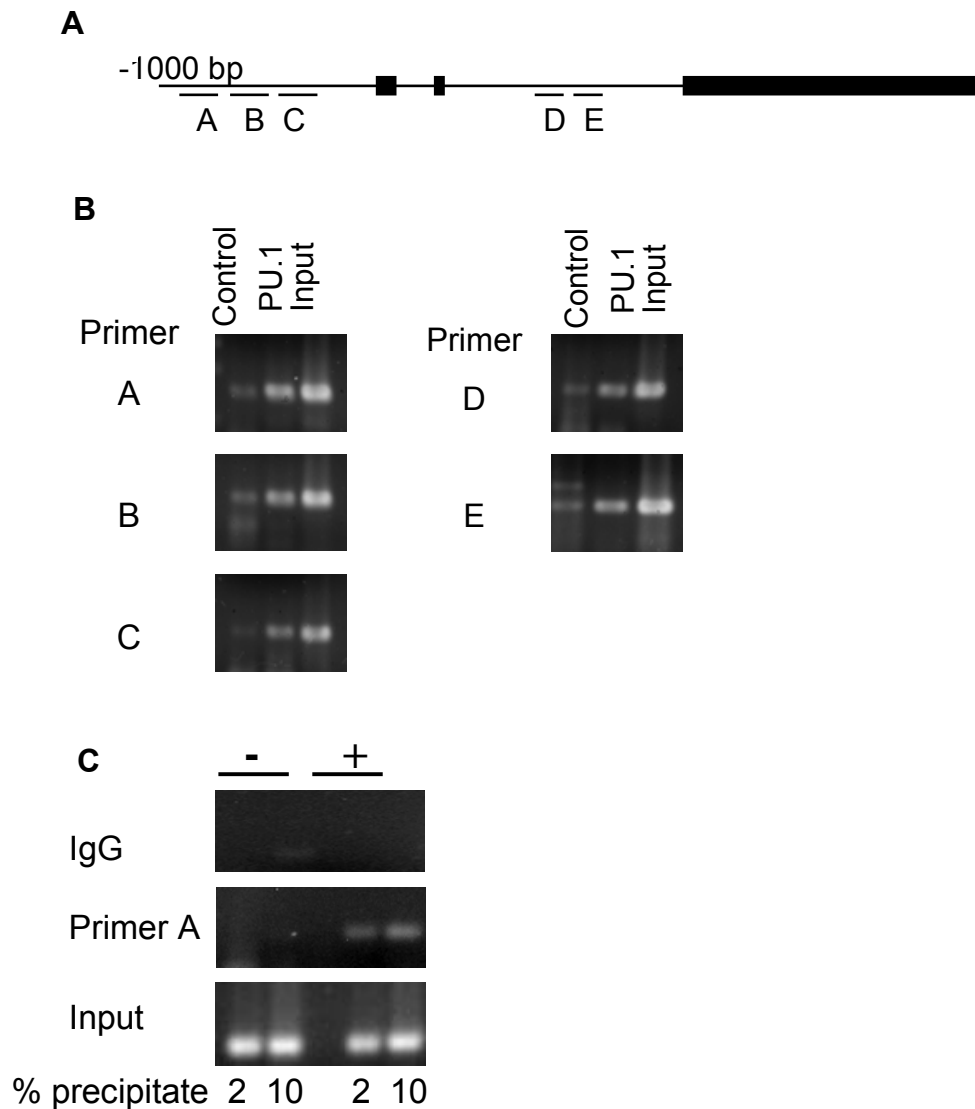 A
-1000 bp
A B C D E
B
Control PU.1 Input
Control PU.1 Input
Primer
Primer
A
D
B
E
C
C
- +
IgG
Primer A
Input
% precipitate 2 10 2 10